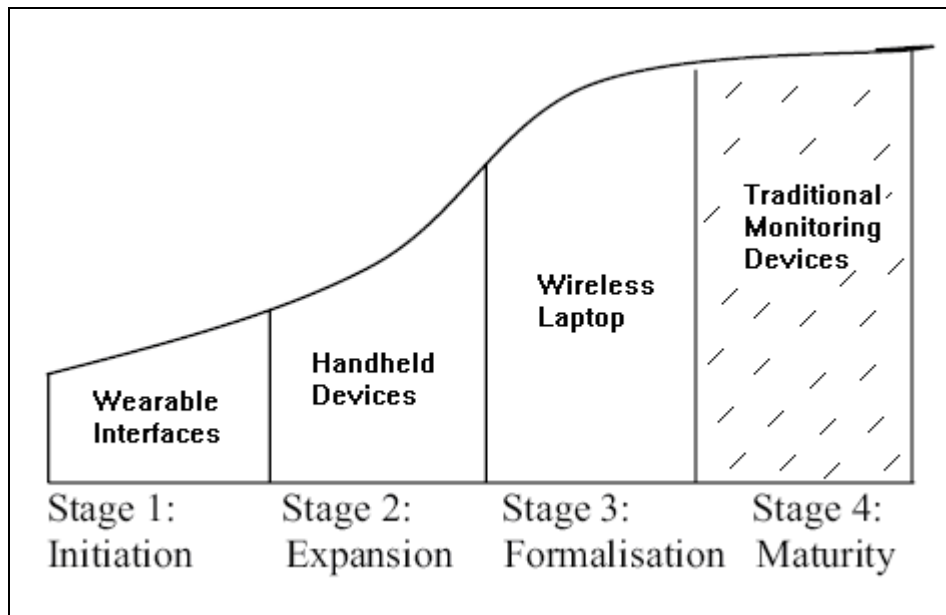 Wearable
Interfaces
Handheld
Devices
Wireless
Laptop
Traditional
Monitoring
Devices
Stage 1:
Initiation
Stage 2:
Expansion
Stage 3:
Formalisation
Stage 4:
Maturity